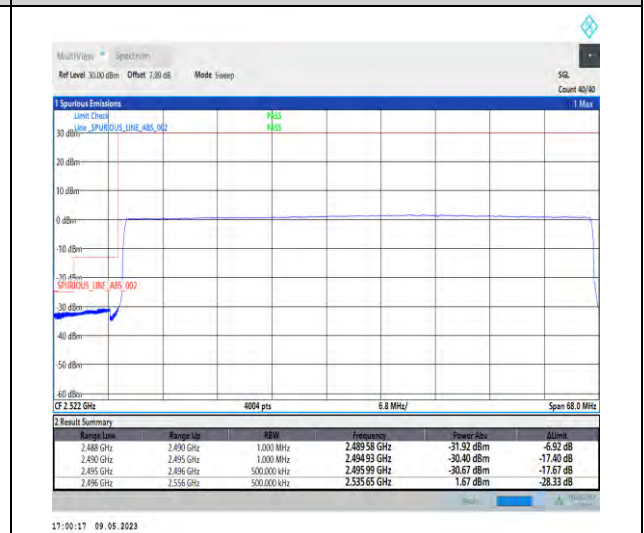 MultiView Spectrum
Ref Level 30.00 dBm Offset 7.89 dB Mode Sweep SGL
Count 40/40
1 Spurious Emissions 1 Max
Limit Check PASS
Line _SPURIOUS_LINE_ABS_002 PASS
30 dBm
20 dBm
10 dBm
0 dBm
-10 dBm
-20 dBm
SPURIOUS_LINE_ABS_002
-30 dBm
-40 dBm
-50 dBm
-60 dBm
CF 2.522 GHz 4004 pts 6.8 MHz/ Span 68.0 MHz
2 Result Summary
Range Low Range Up RBW Frequency Power Abs ΔLimit
2.488 GHz 2.490 GHz 1.000 MHz 2.489 58 GHz -31.92 dBm -6.92 dB
2.490 GHz 2.495 GHz 1.000 MHz 2.494 93 GHz -30.40 dBm -17.40 dB
2.495 GHz 2.496 GHz 500.000 kHz 2.495 99 GHz -30.67 dBm -17.67 dB
2.496 GHz 2.556 GHz 500.000 kHz 2.535 65 GHz 1.67 dBm -28.33 dB
17:00:17 09.05.2023